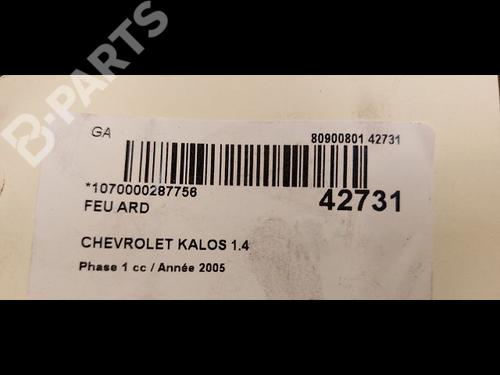 B-PARTS
GA
80900801 42731
*1070000287756
42731
FEU ARD
CHEVROLET KALOS 1.4
Phase 1 cc / Année 2005